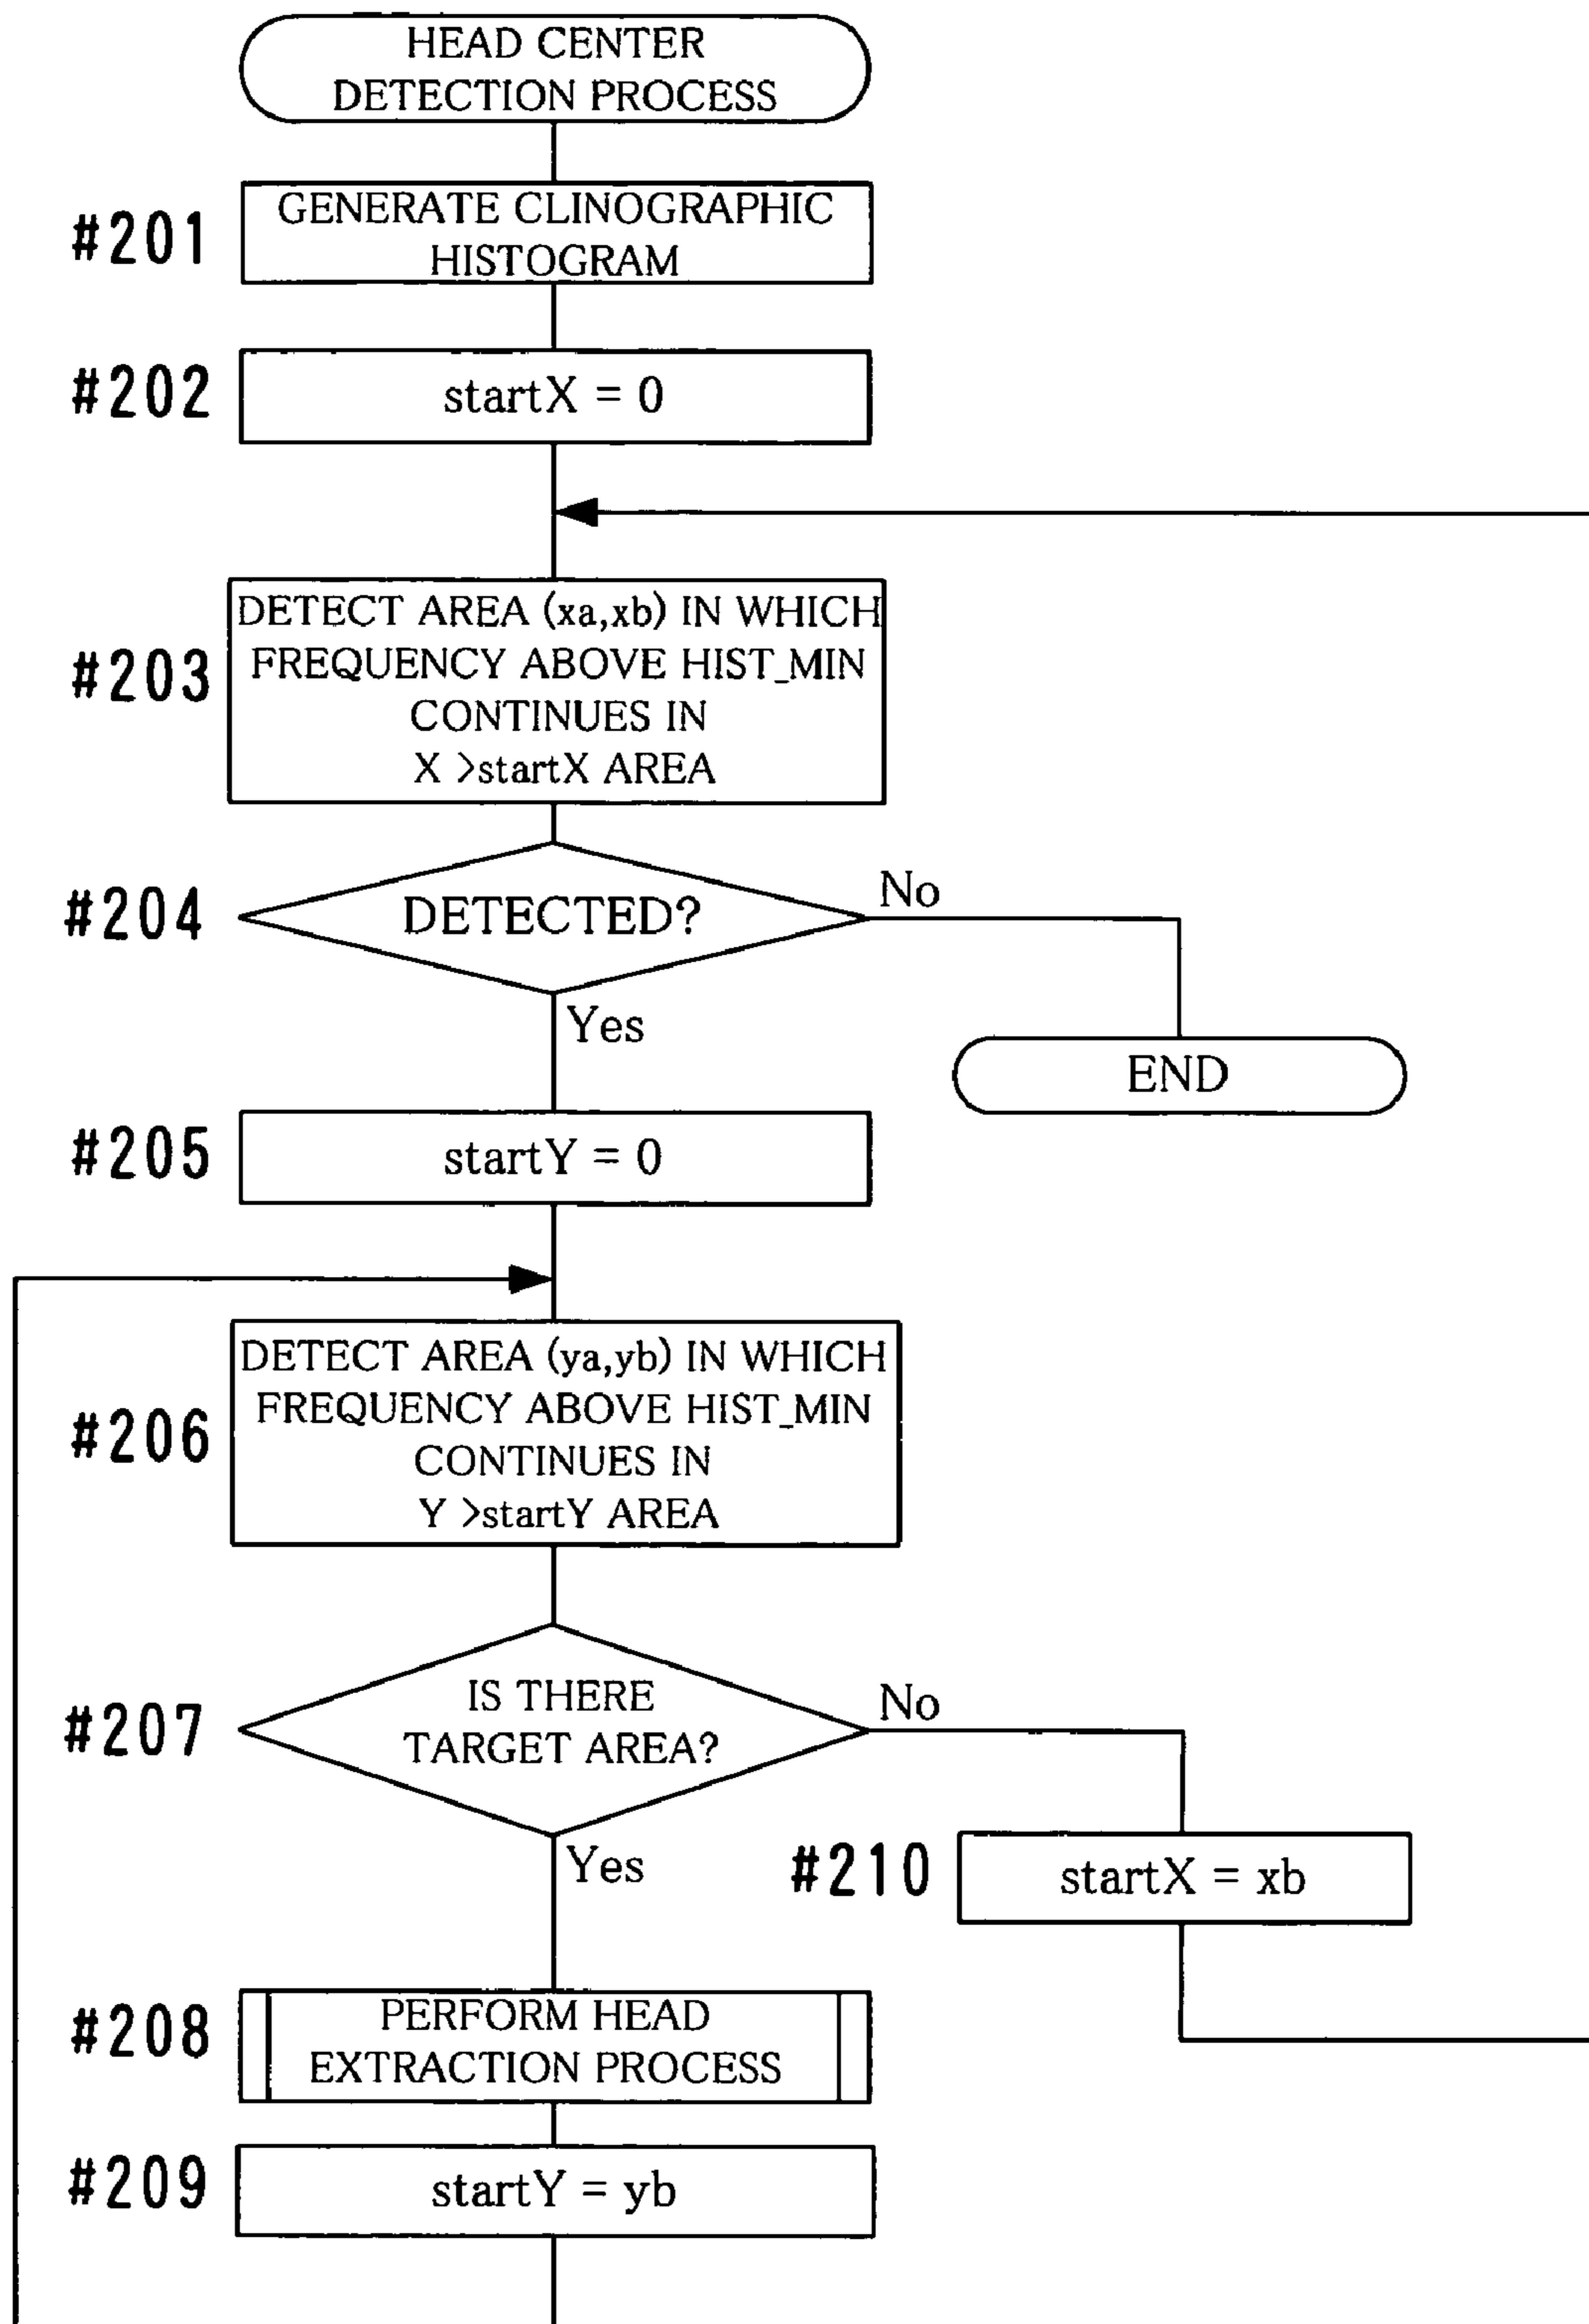 HEAD CENTER
DETECTION PROCESS
#201
GENERATE CLINOGRAPHIC
HISTOGRAM
#202
startX = 0
#203
DETECT AREA (xa,xb) IN WHICH
FREQUENCY ABOVE HIST_MIN
CONTINUES IN
X >startX AREA
#204
DETECTED?
No
Yes
END
#205
startY = 0
#206
DETECT AREA (ya,yb) IN WHICH
FREQUENCY ABOVE HIST_MIN
CONTINUES IN
Y >startY AREA
#207
IS THERE
TARGET AREA?
No
Yes
#210
startX = xb
#208
PERFORM HEAD
EXTRACTION PROCESS
#209
startY = yb